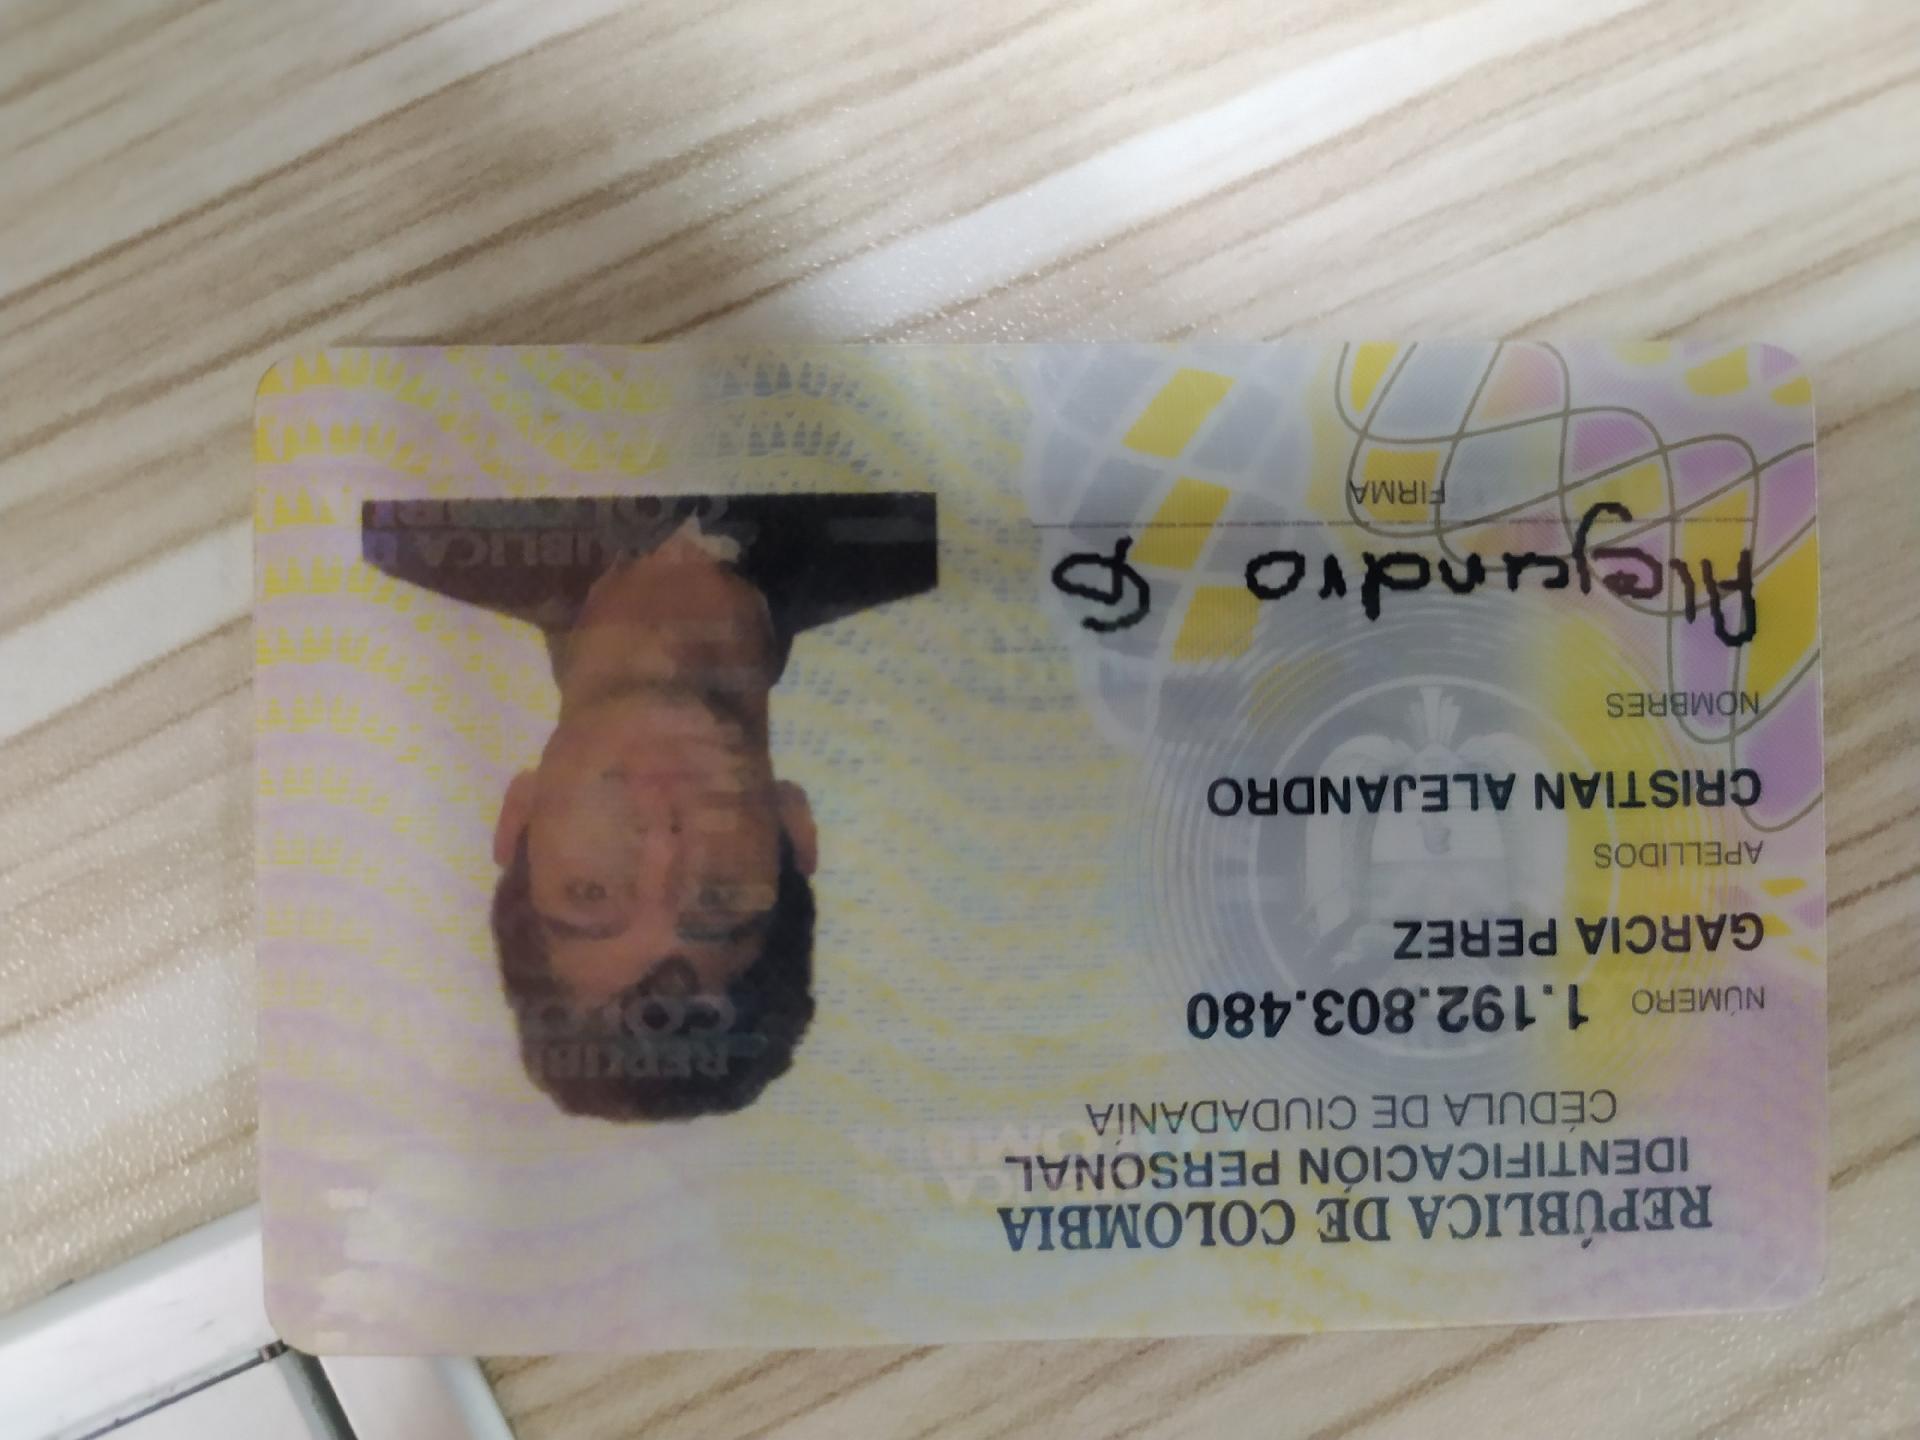 REPÚBLICA DE COLOMBIA
IDENTIFICACIÓN PERSONAL
CÉDULA DE CIUDADANÍA
NÚMERO 1.192.803.480
GARCIA PEREZ
APELLIDOS
CRISTIAN ALEJANDRO
NOMBRES
Alejandro G
FIRMA